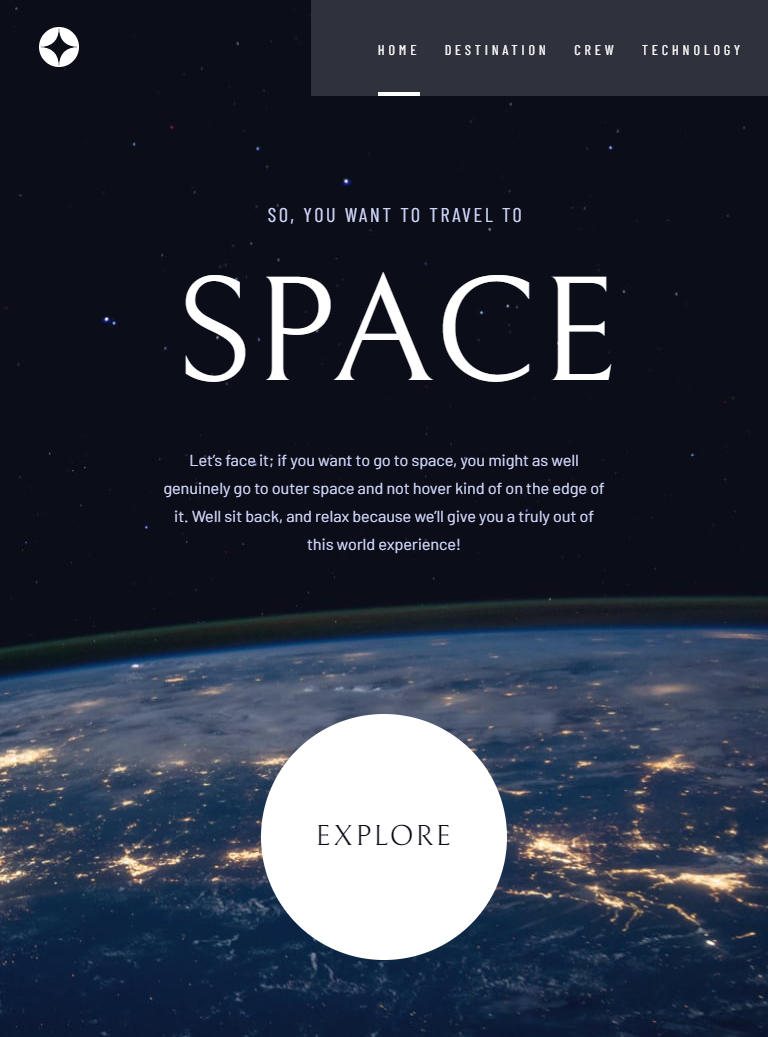 HOME DESTINATION CREW TECHNOLOGY
SO, YOU WANT TO TRAVEL TO
SPACE
Let's face it; if you want to go to space, you might as well
genuinely go to outer space and not hover kind of on the edge of
it. Well sit back, and relax because we'll give you a truly out of
this world experience!
EXPLORE